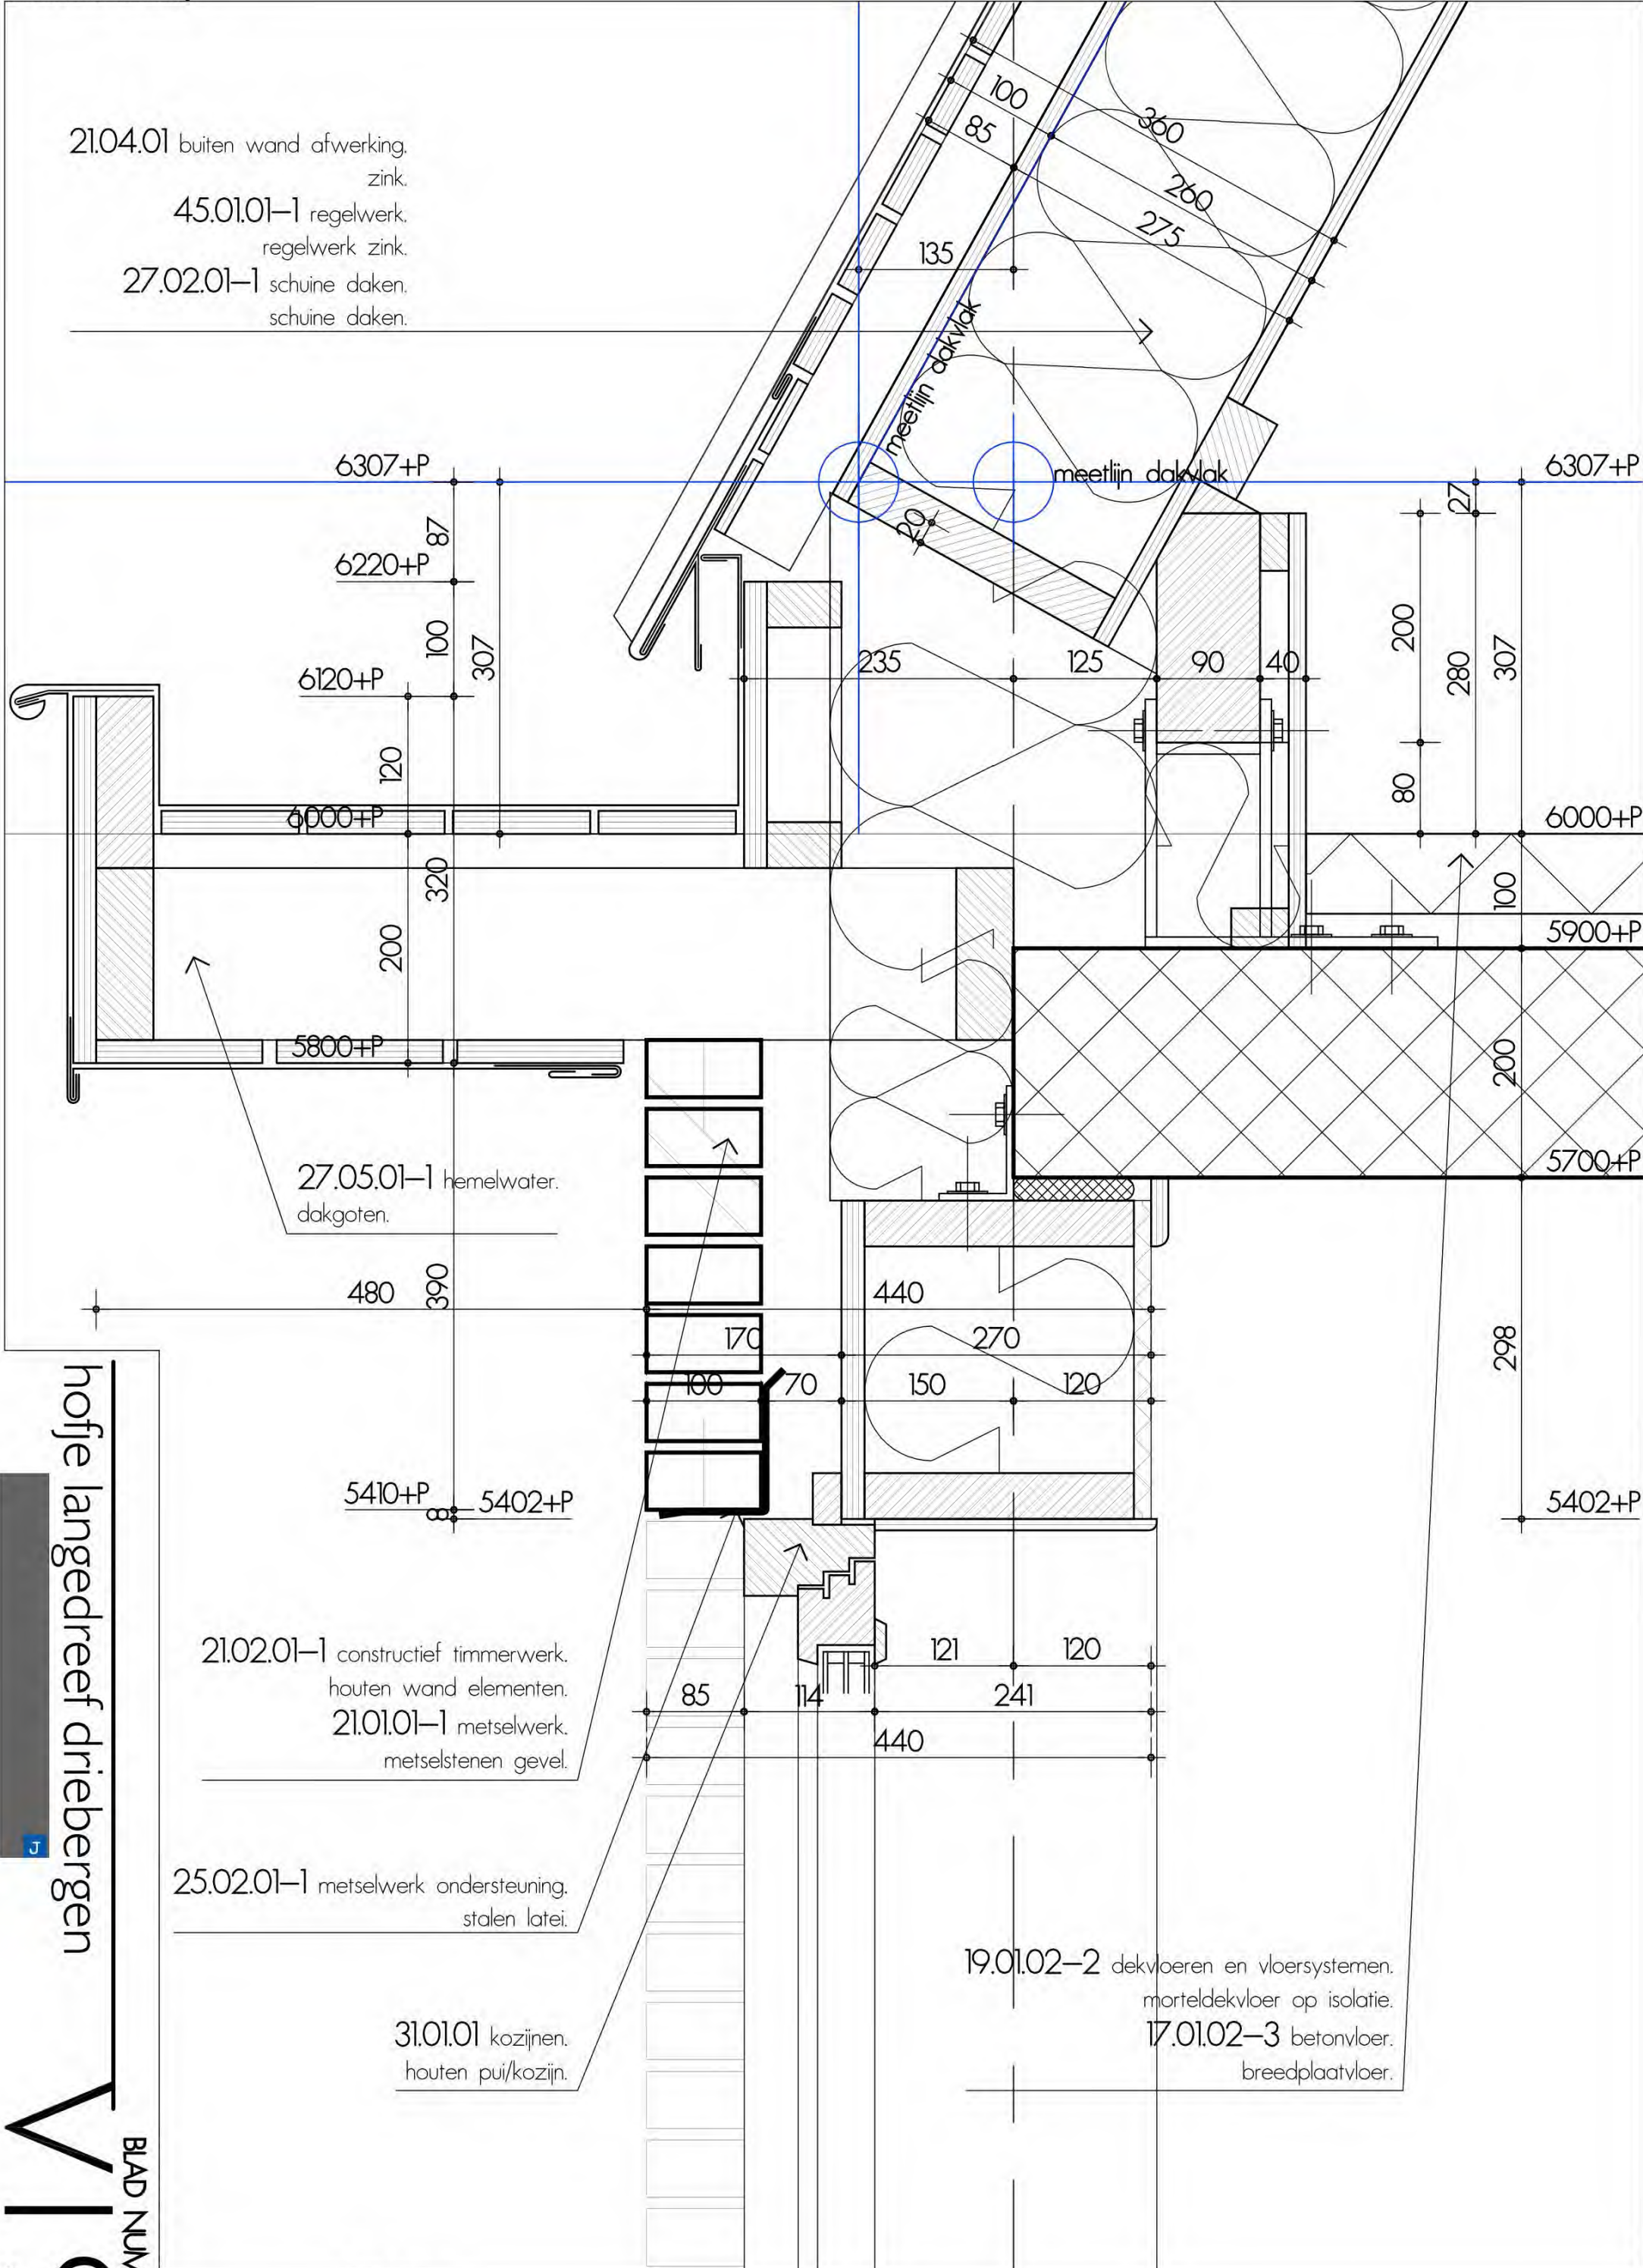 100
360
85
260
275
135
21.04.01 buiten wand afwerking.
zink.
45.01.01–1 regelwerk.
regelwerk zink.
27.02.01–1 schuine daken.
schuine daken.
meetlijn dakvlak
meetlijn dakvlak
6307+P
6307+P
87
27
20
6220+P
100
307
200
280
307
6120+P
235
125
90
40
120
80
6000+P
6000+P
320
100
200
5900+P
5800+P
200
5700+P
27.05.01–1 hemelwater.
dakgoten.
480
390
440
170
270
298
100
70
150
120
5410+P
8
5402+P
5402+P
21.02.01–1 constructief timmerwerk.
houten wand elementen.
21.01.01–1 metselwerk.
metselstenen gevel.
121
120
85
114
241
440
25.02.01–1 metselwerk ondersteuning.
stalen latei.
31.01.01 kozijnen.
houten pui/kozijn.
19.01.02–2 dekvloeren en vloersystemen.
morteldekvloer op isolatie.
17.01.02–3 betonvloer.
breedplaatvloer.
hofje langedreef driebergen
J
BLAD